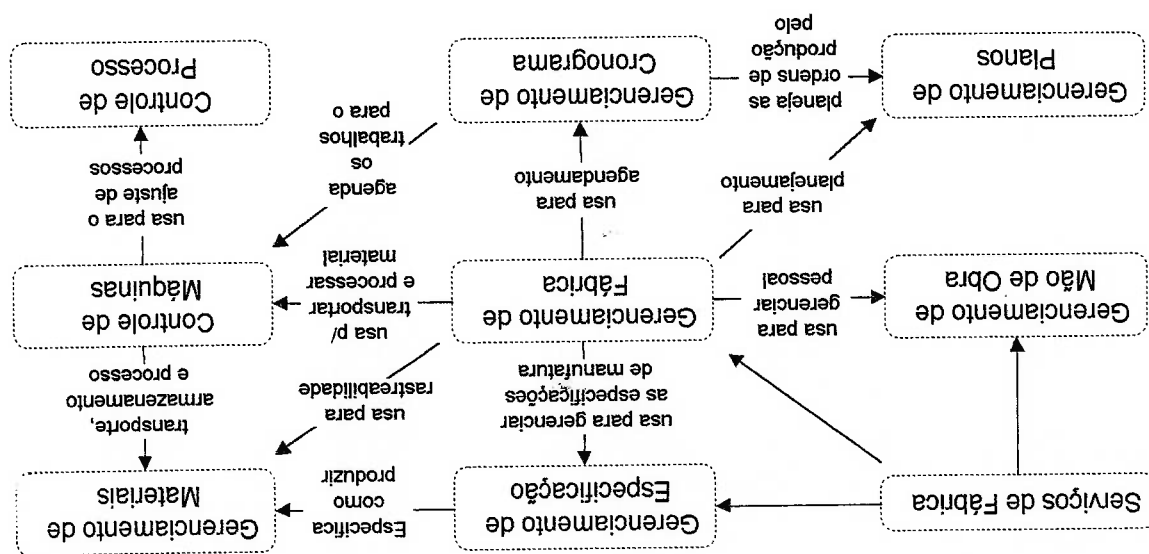 Serviços de Fábrica
Gerenciamento de
Especificação
Especifica
como
produzir
Gerenciamento de
Materiais
usa para gerenciar
as especificações
de manufatura
usa para
rastreabilidade
transporte,
armazenamento
e processo
Gerenciamento de
Mão de Obra
usa para
gerenciar
pessoal
Gerenciamento de
Fábrica
usa p/
transportar
e processar
material
Controle de
Máquinas
usa para
planejamento
usa para
agendamento
agenda
os
trabalhos
para o
usa para o
ajuste de
processos
Gerenciamento de
Planos
planeja as
ordens de
produção
pelo
Gerenciamento de
Cronograma
Controle de
Processo